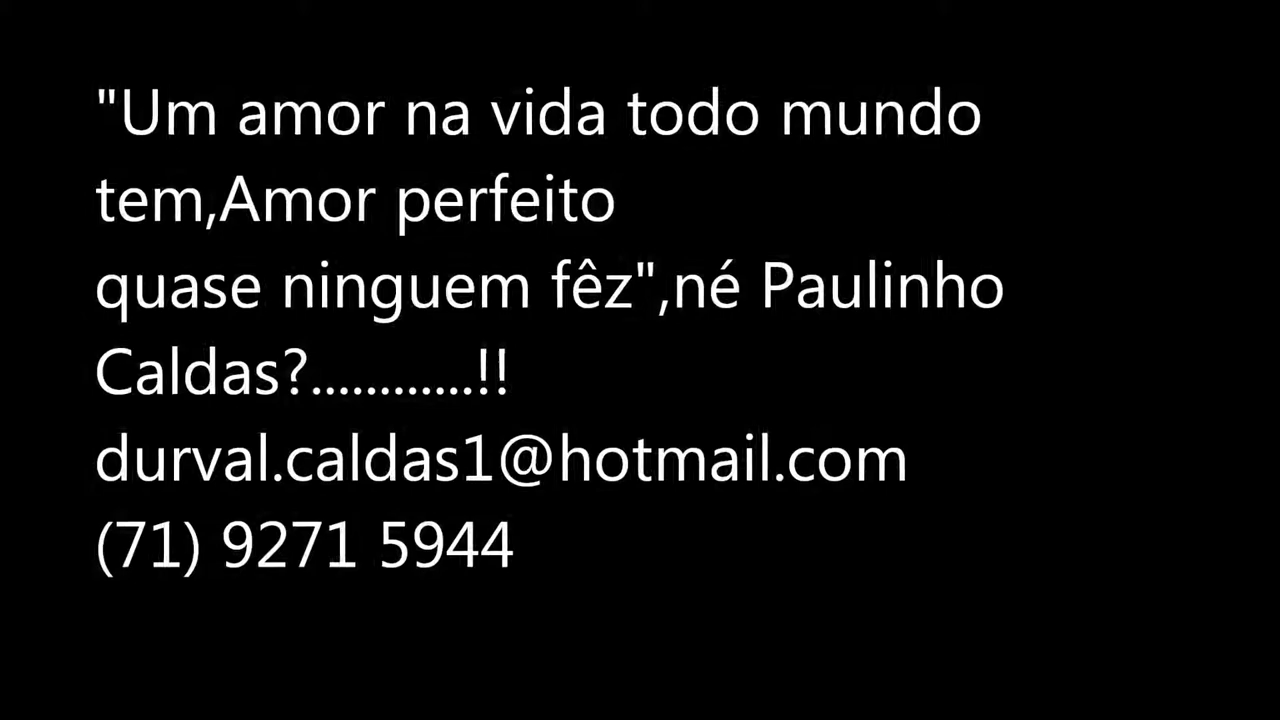 "Um amor na vida todo mundo
tem,Amor perfeito
quase ninguem fêz",né Paulinho
Caldas?............!!
durval.caldas1@hotmail.com
(71) 9271 5944